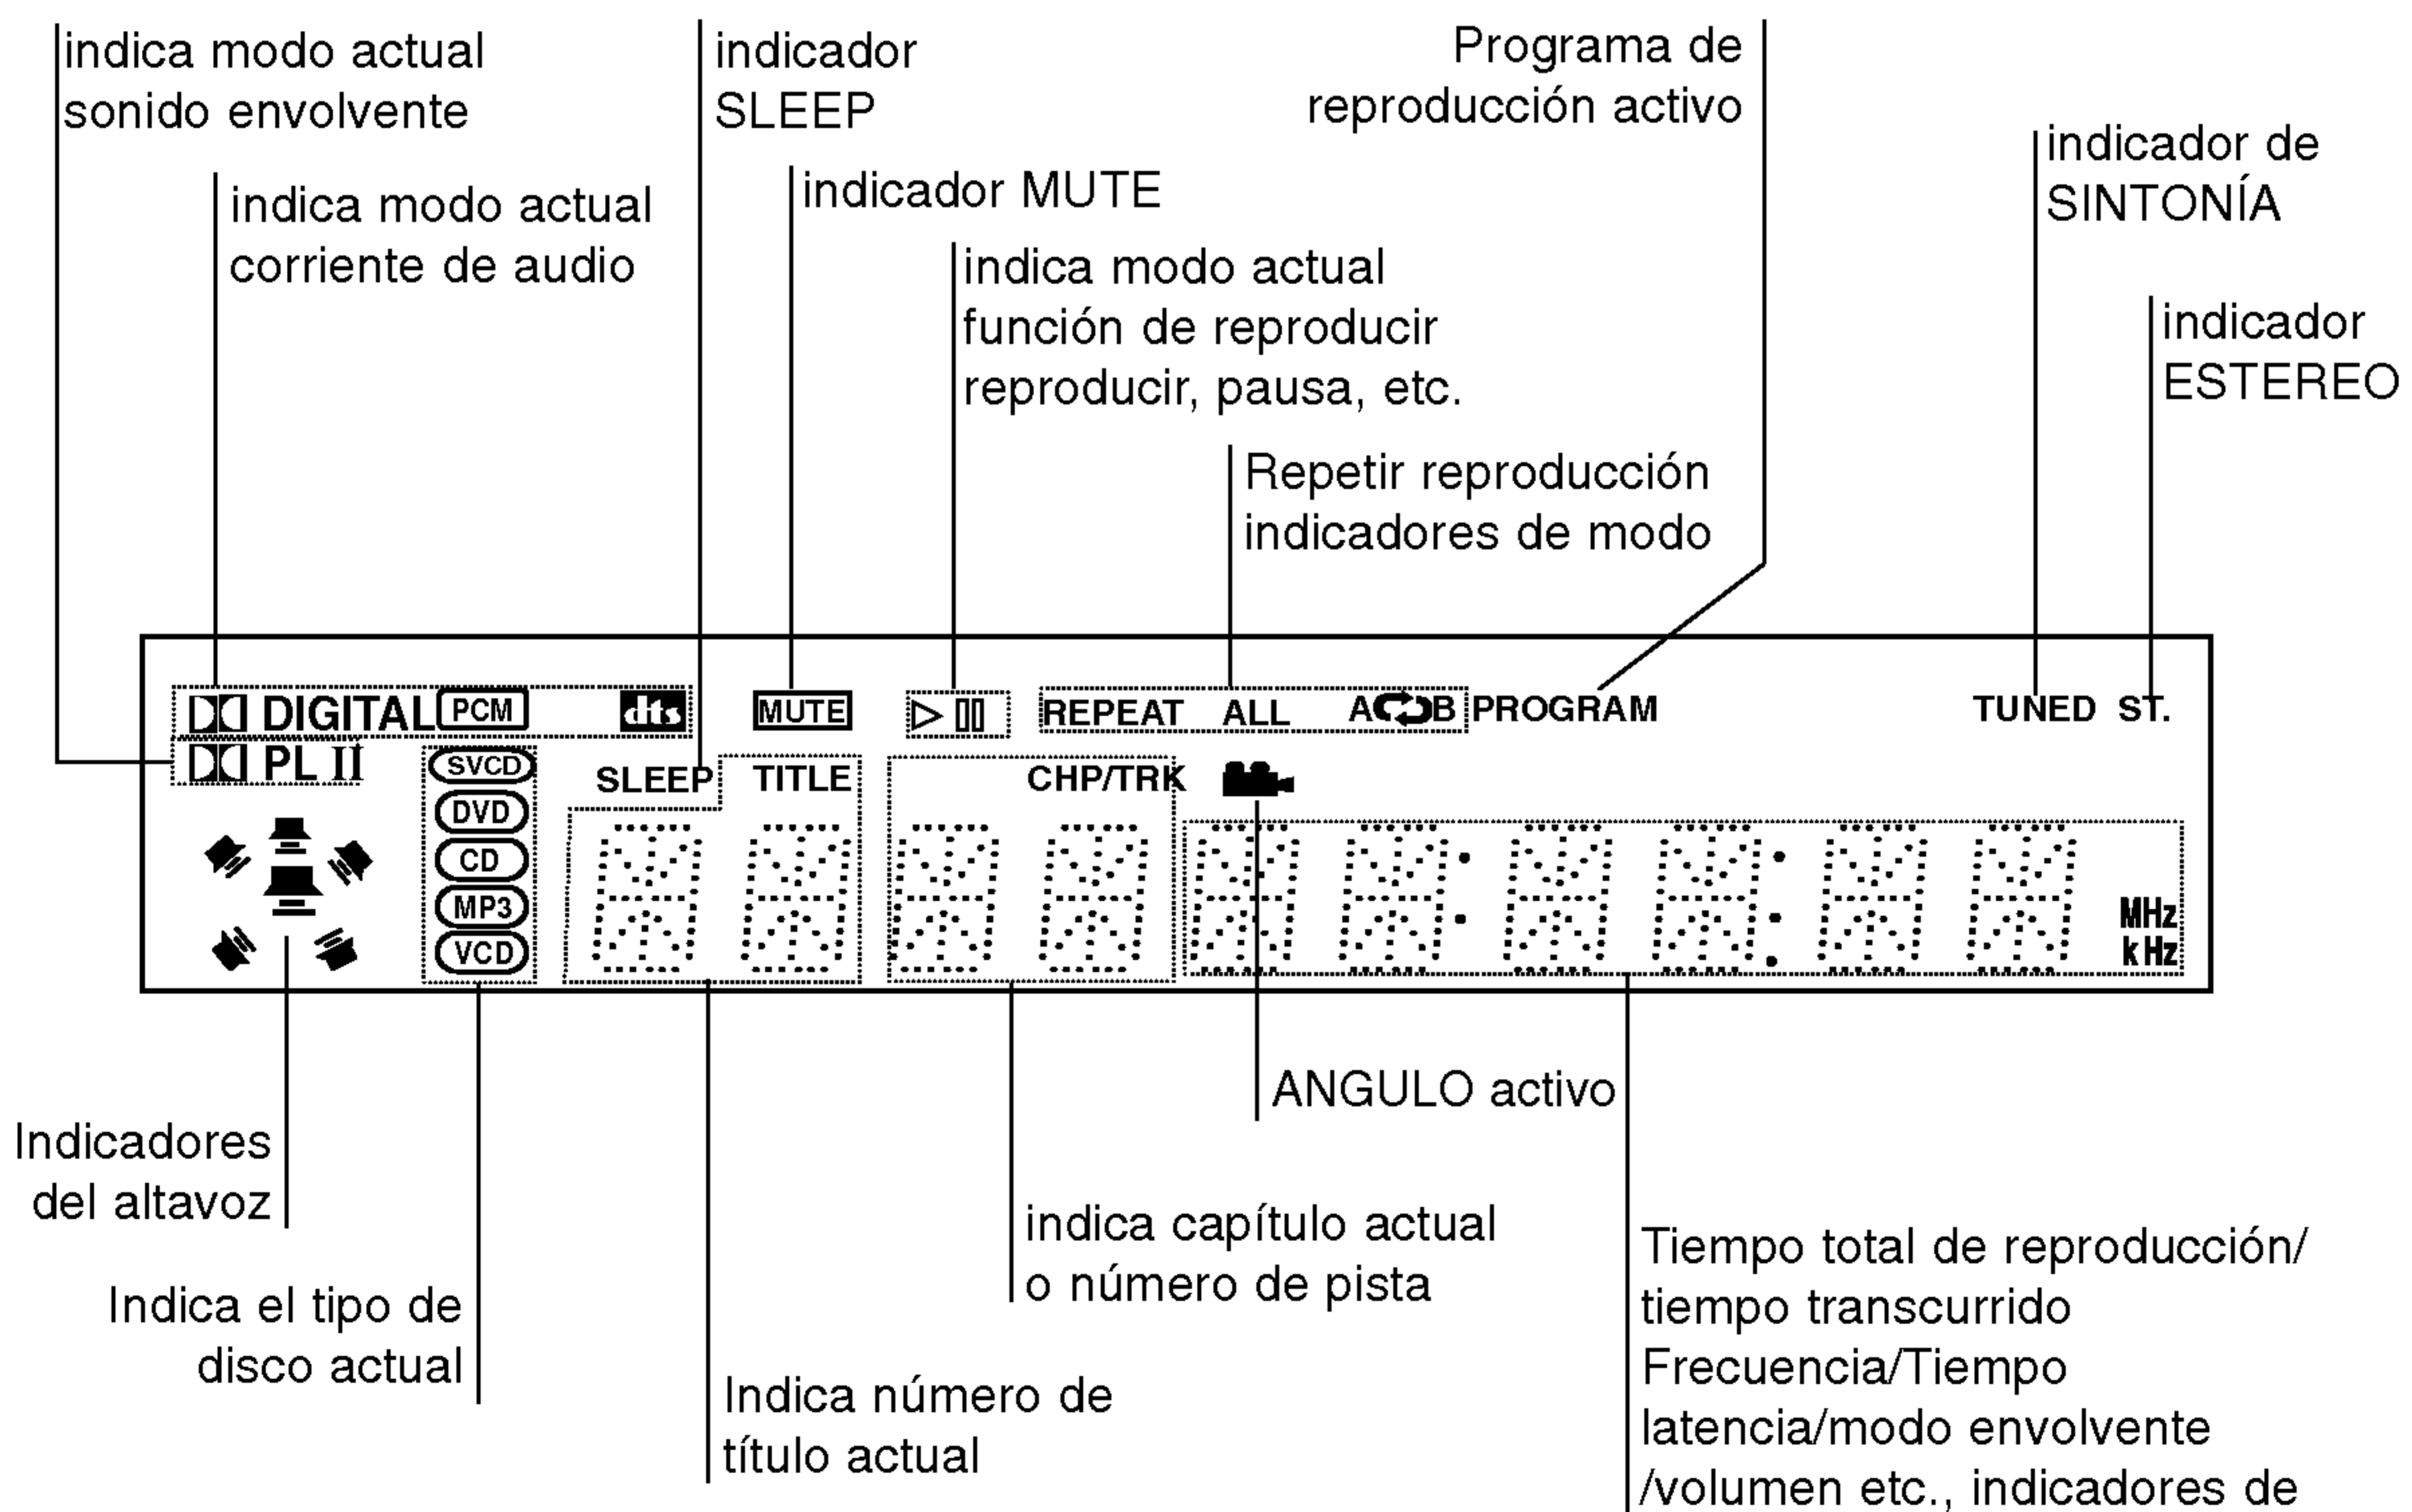 indica modo actual
sonido envolvente
indicador
SLEEP
Programa de
reproducción activo
indicador de
SINTONÍA
indica modo actual
corriente de audio
indicador MUTE
indica modo actual
función de reproducir
reproducir, pausa, etc.
indicador
ESTEREO
Repetir reproducción
indicadores de modo
DIGITAL PCM dts MUTE REPEAT ALL A B PROGRAM TUNED ST.
PL II
SVCD
SLEEP TITLE CHP/TRK
DVD
CD
MP3
VCD
MHz
kHz
ANGULO activo
Indicadores
del altavoz
indica capítulo actual
o número de pista
Indica el tipo de
disco actual
Indica número de
título actual
Tiempo total de reproducción/
tiempo transcurrido
Frecuencia/Tiempo
latencia/modo envolvente
/volumen etc., indicadores de